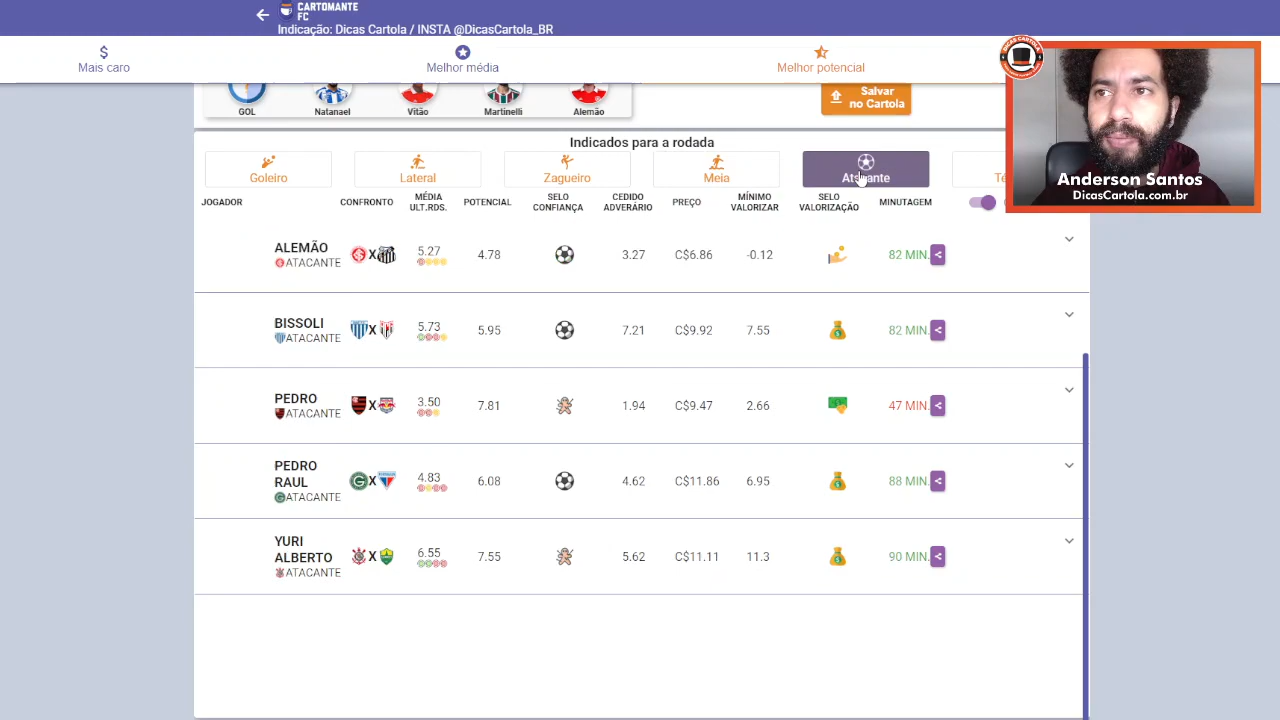 CARTOMANTE
FC
Indicação: Dicas Cartola / INSTA @DicasCartola_BR
Mais caro
Melhor média
Melhor potencial
GOL
Natanael
Vitão
Martinelli
Alemão
Salvar
no Cartola
Indicados para a rodada
Goleiro
Lateral
Zagueiro
Meia
Atacante
Anderson Santos
DicasCartola.com.br
JOGADOR
CONFRONTO
MÉDIA
ULT.RDS.
POTENCIAL
SELO
CONFIANÇA
CEDIDO
ADVERÁRIO
PREÇO
MÍNIMO
VALORIZAR
SELO
VALORIZAÇÃO
MINUTAGEM
ALEMÃO
ATACANTE
X
5.27
4.78
3.27
C$6.86
-0.12
82 MIN.
BISSOLI
ATACANTE
X
5.73
5.95
7.21
C$9.92
7.55
82 MIN.
PEDRO
ATACANTE
X
3.50
7.81
1.94
C$9.47
2.66
47 MIN.
PEDRO
RAUL
ATACANTE
X
4.83
6.08
4.62
C$11.86
6.95
88 MIN.
YURI
ALBERTO
ATACANTE
X
6.55
7.55
5.62
C$11.11
11.3
90 MIN.